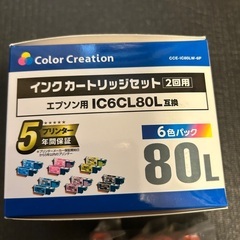 Color Creation
CCE-IC80LW-6P
インクカートリッジセット 2回用
エプソン用 IC6CL80L 互換
5 プリンター
年間保証
6色パック
80L